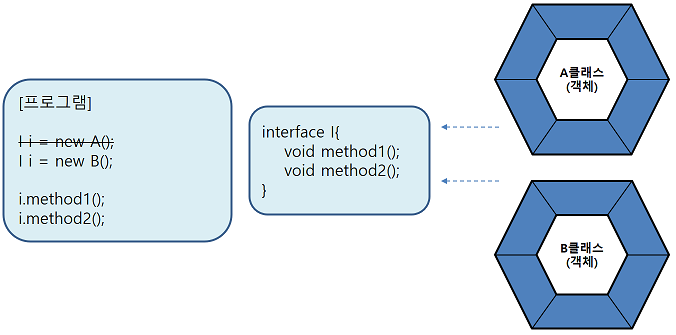 [프로그램]
I i = new A();
I i = new B();
i.method1();
i.method2();
interface I{
void method1();
void method2();
}
A클래스
(객체)
B클래스
(객체)